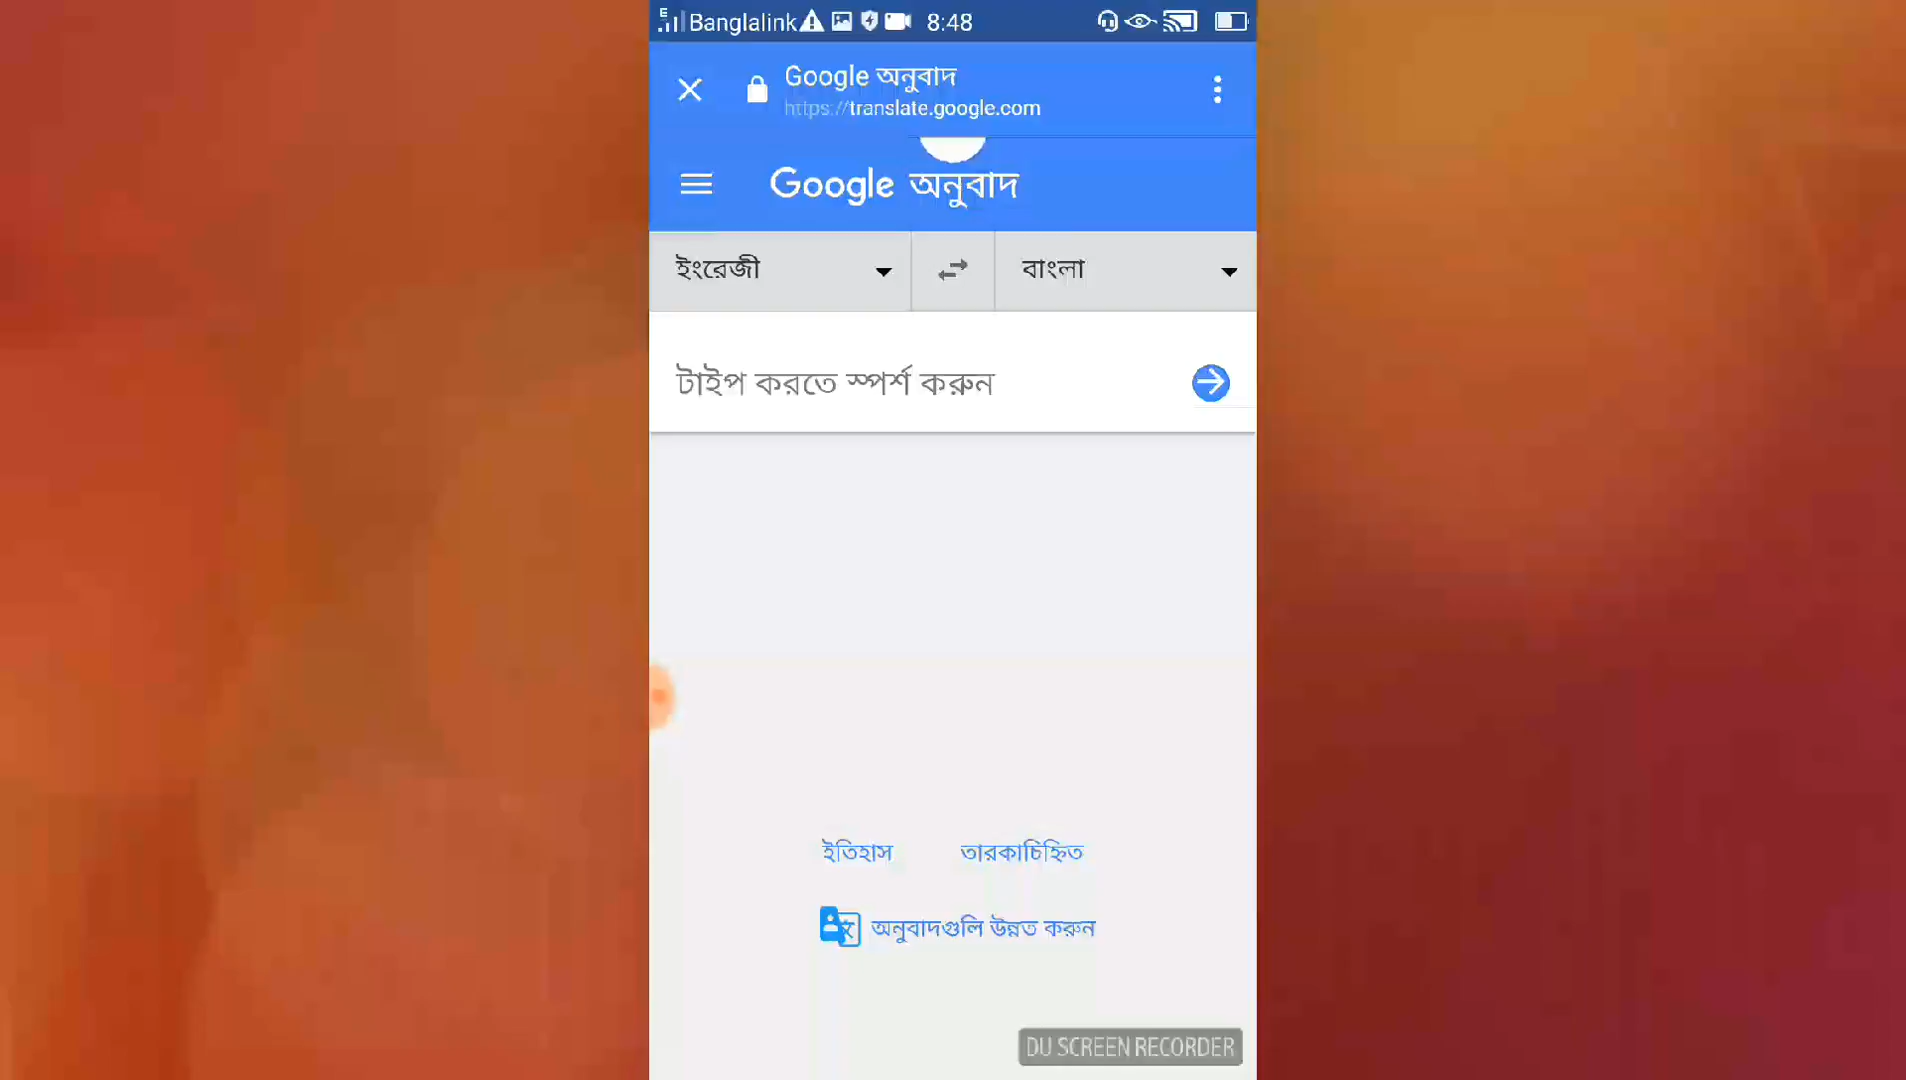 Banglalink 8:48
Google অনুবাদ
https://translate.google.com
Google অনুবাদ
ইংরেজী বাংলা
টাইপ করতে স্পর্শ করুন
ইতিহাস তারকাচিহ্নিত
অনুবাদগুলি উন্নত করুন
DU SCREEN RECORDER